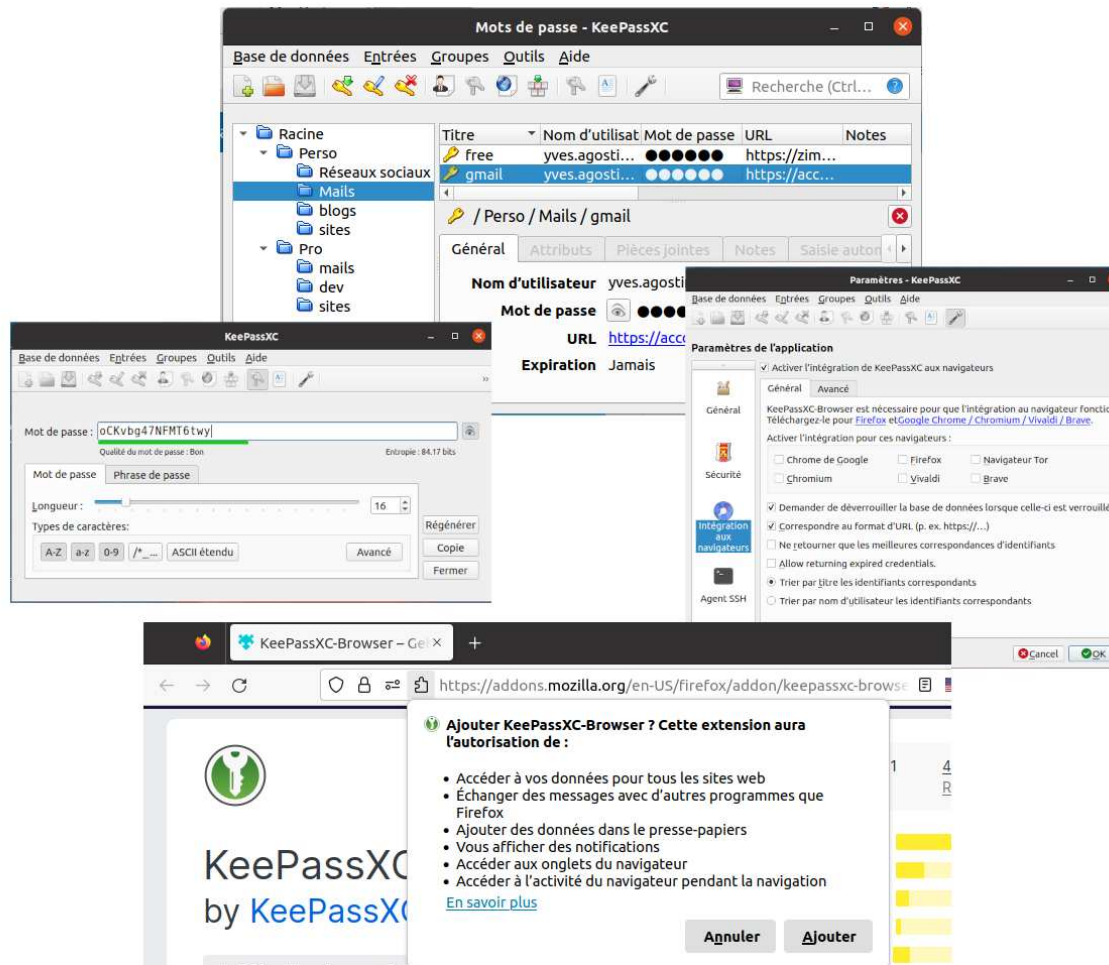 Mots de passe - KeePassXC
Base de données Entrées Groupes Outils Aide
Recherche (Ctrl...
Racine
Perso
Réseaux sociaux
Mails
blogs
sites
Pro
mails
dev
sites
Titre Nom d'utilisat Mot de passe URL Notes
free yves.agosti... ●●●●●● https://zim...
gmail yves.agosti... ●●●●●● https://acc...
/ Perso / Mails / gmail
Général Attributs Pièces jointes Notes Saisie auton
Nom d'utilisateur yves.agosti
Mot de passe ●●●●
URL https://acco
Expiration Jamais
KeePassXC
Base de données Entrées Groupes Outils Aide
Mot de passe : oCKvbg47NFMT6twy
Qualité du mot de passe : Bon Entropie : 84.17 bits
Mot de passe Phrase de passe
Longueur : 16
Types de caractères:
A-Z a-z 0-9 /*_... ASCII étendu Avancé
Régénérer
Copie
Fermer
Paramètres - KeePassXC
Base de données Entrées Groupes Outils Aide
Paramètres de l'application
Général
Sécurité
Intégration aux navigateurs
Agent SSH
Activer l'intégration de KeePassXC aux navigateurs
Général Avancé
KeePassXC-Browser est nécessaire pour que l'intégration au navigateur fonctio
Téléchargez-le pour Firefox etGoogle Chrome / Chromium / Vivaldi / Brave.
Activer l'intégration pour ces navigateurs :
Chrome de Google Firefox Navigateur Tor
Chromium Vivaldi Brave
Demander de déverrouiller la base de données lorsque celle-ci est verrouillé
Correspondre au format d'URL (p. ex. https://...)
Ne retourner que les meilleures correspondances d'identifiants
Allow returning expired credentials.
Trier par titre les identifiants correspondants
Trier par nom d'utilisateur les identifiants correspondants
Cancel OK
KeePassXC-Browser – Get
https://addons.mozilla.org/en-US/firefox/addon/keepassxc-browse
Ajouter KeePassXC-Browser ? Cette extension aura
l'autorisation de :
• Accéder à vos données pour tous les sites web
• Échanger des messages avec d'autres programmes que
Firefox
• Ajouter des données dans le presse-papiers
• Vous afficher des notifications
• Accéder aux onglets du navigateur
• Accéder à l'activité du navigateur pendant la navigation
En savoir plus
Annuler Ajouter
KeePassXC
by KeePassXC
1 4
R